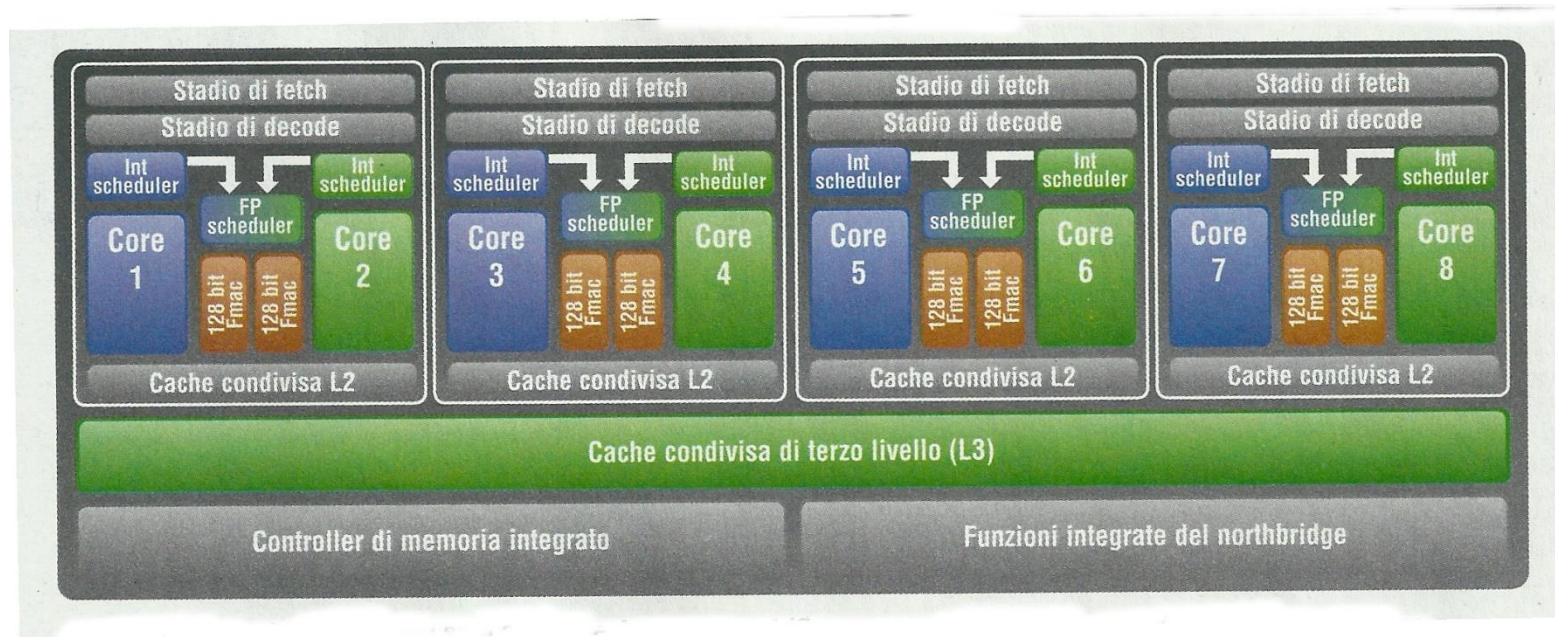 Stadio di fetch
Stadio di decode
Int
scheduler
Int
scheduler
FP
scheduler
Core
1
Core
2
128 bit
Fmac
128 bit
Fmac
Cache condivisa L2
Stadio di fetch
Stadio di decode
Int
scheduler
Int
scheduler
FP
scheduler
Core
3
Core
4
128 bit
Fmac
128 bit
Fmac
Cache condivisa L2
Stadio di fetch
Stadio di decode
Int
scheduler
Int
scheduler
FP
scheduler
Core
5
Core
6
128 bit
Fmac
128 bit
Fmac
Cache condivisa L2
Stadio di fetch
Stadio di decode
Int
scheduler
Int
scheduler
FP
scheduler
Core
7
Core
8
128 bit
Fmac
128 bit
Fmac
Cache condivisa L2
Cache condivisa di terzo livello (L3)
Controller di memoria integrato
Funzioni integrate del northbridge